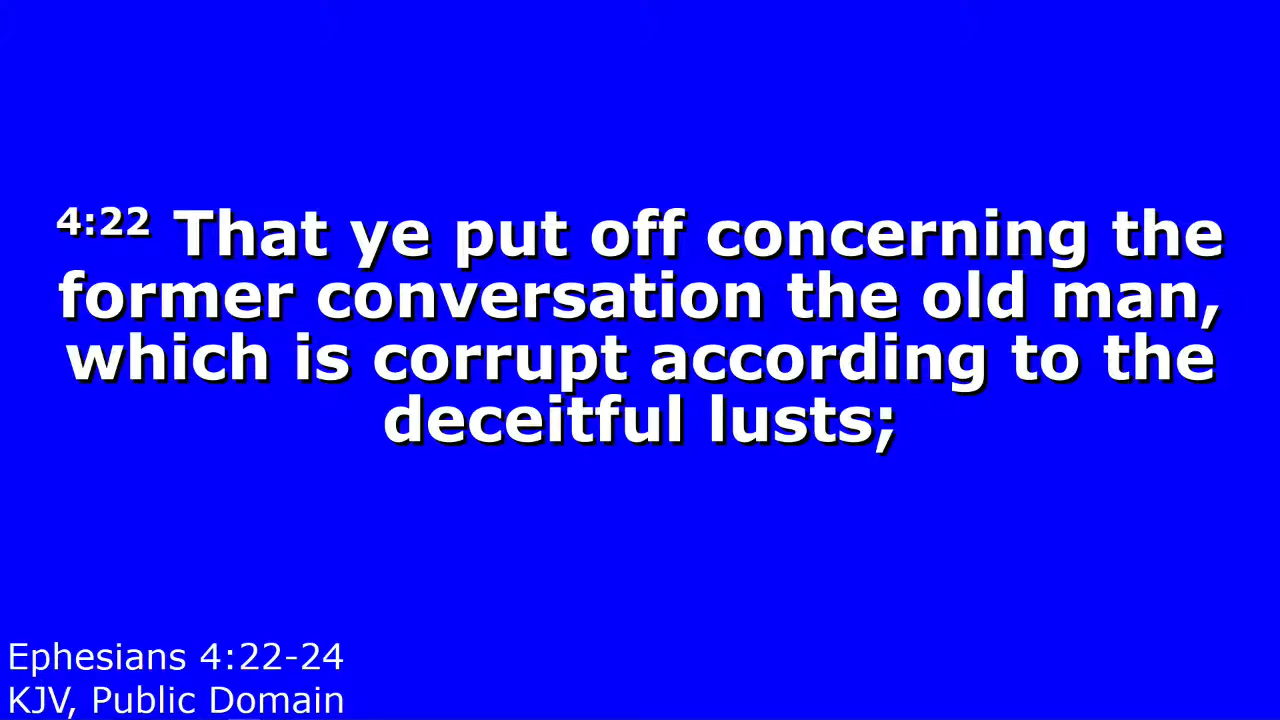 4:22 That ye put off concerning the
former conversation the old man,
which is corrupt according to the
deceitful lusts;
Ephesians 4:22-24
KJV, Public Domain